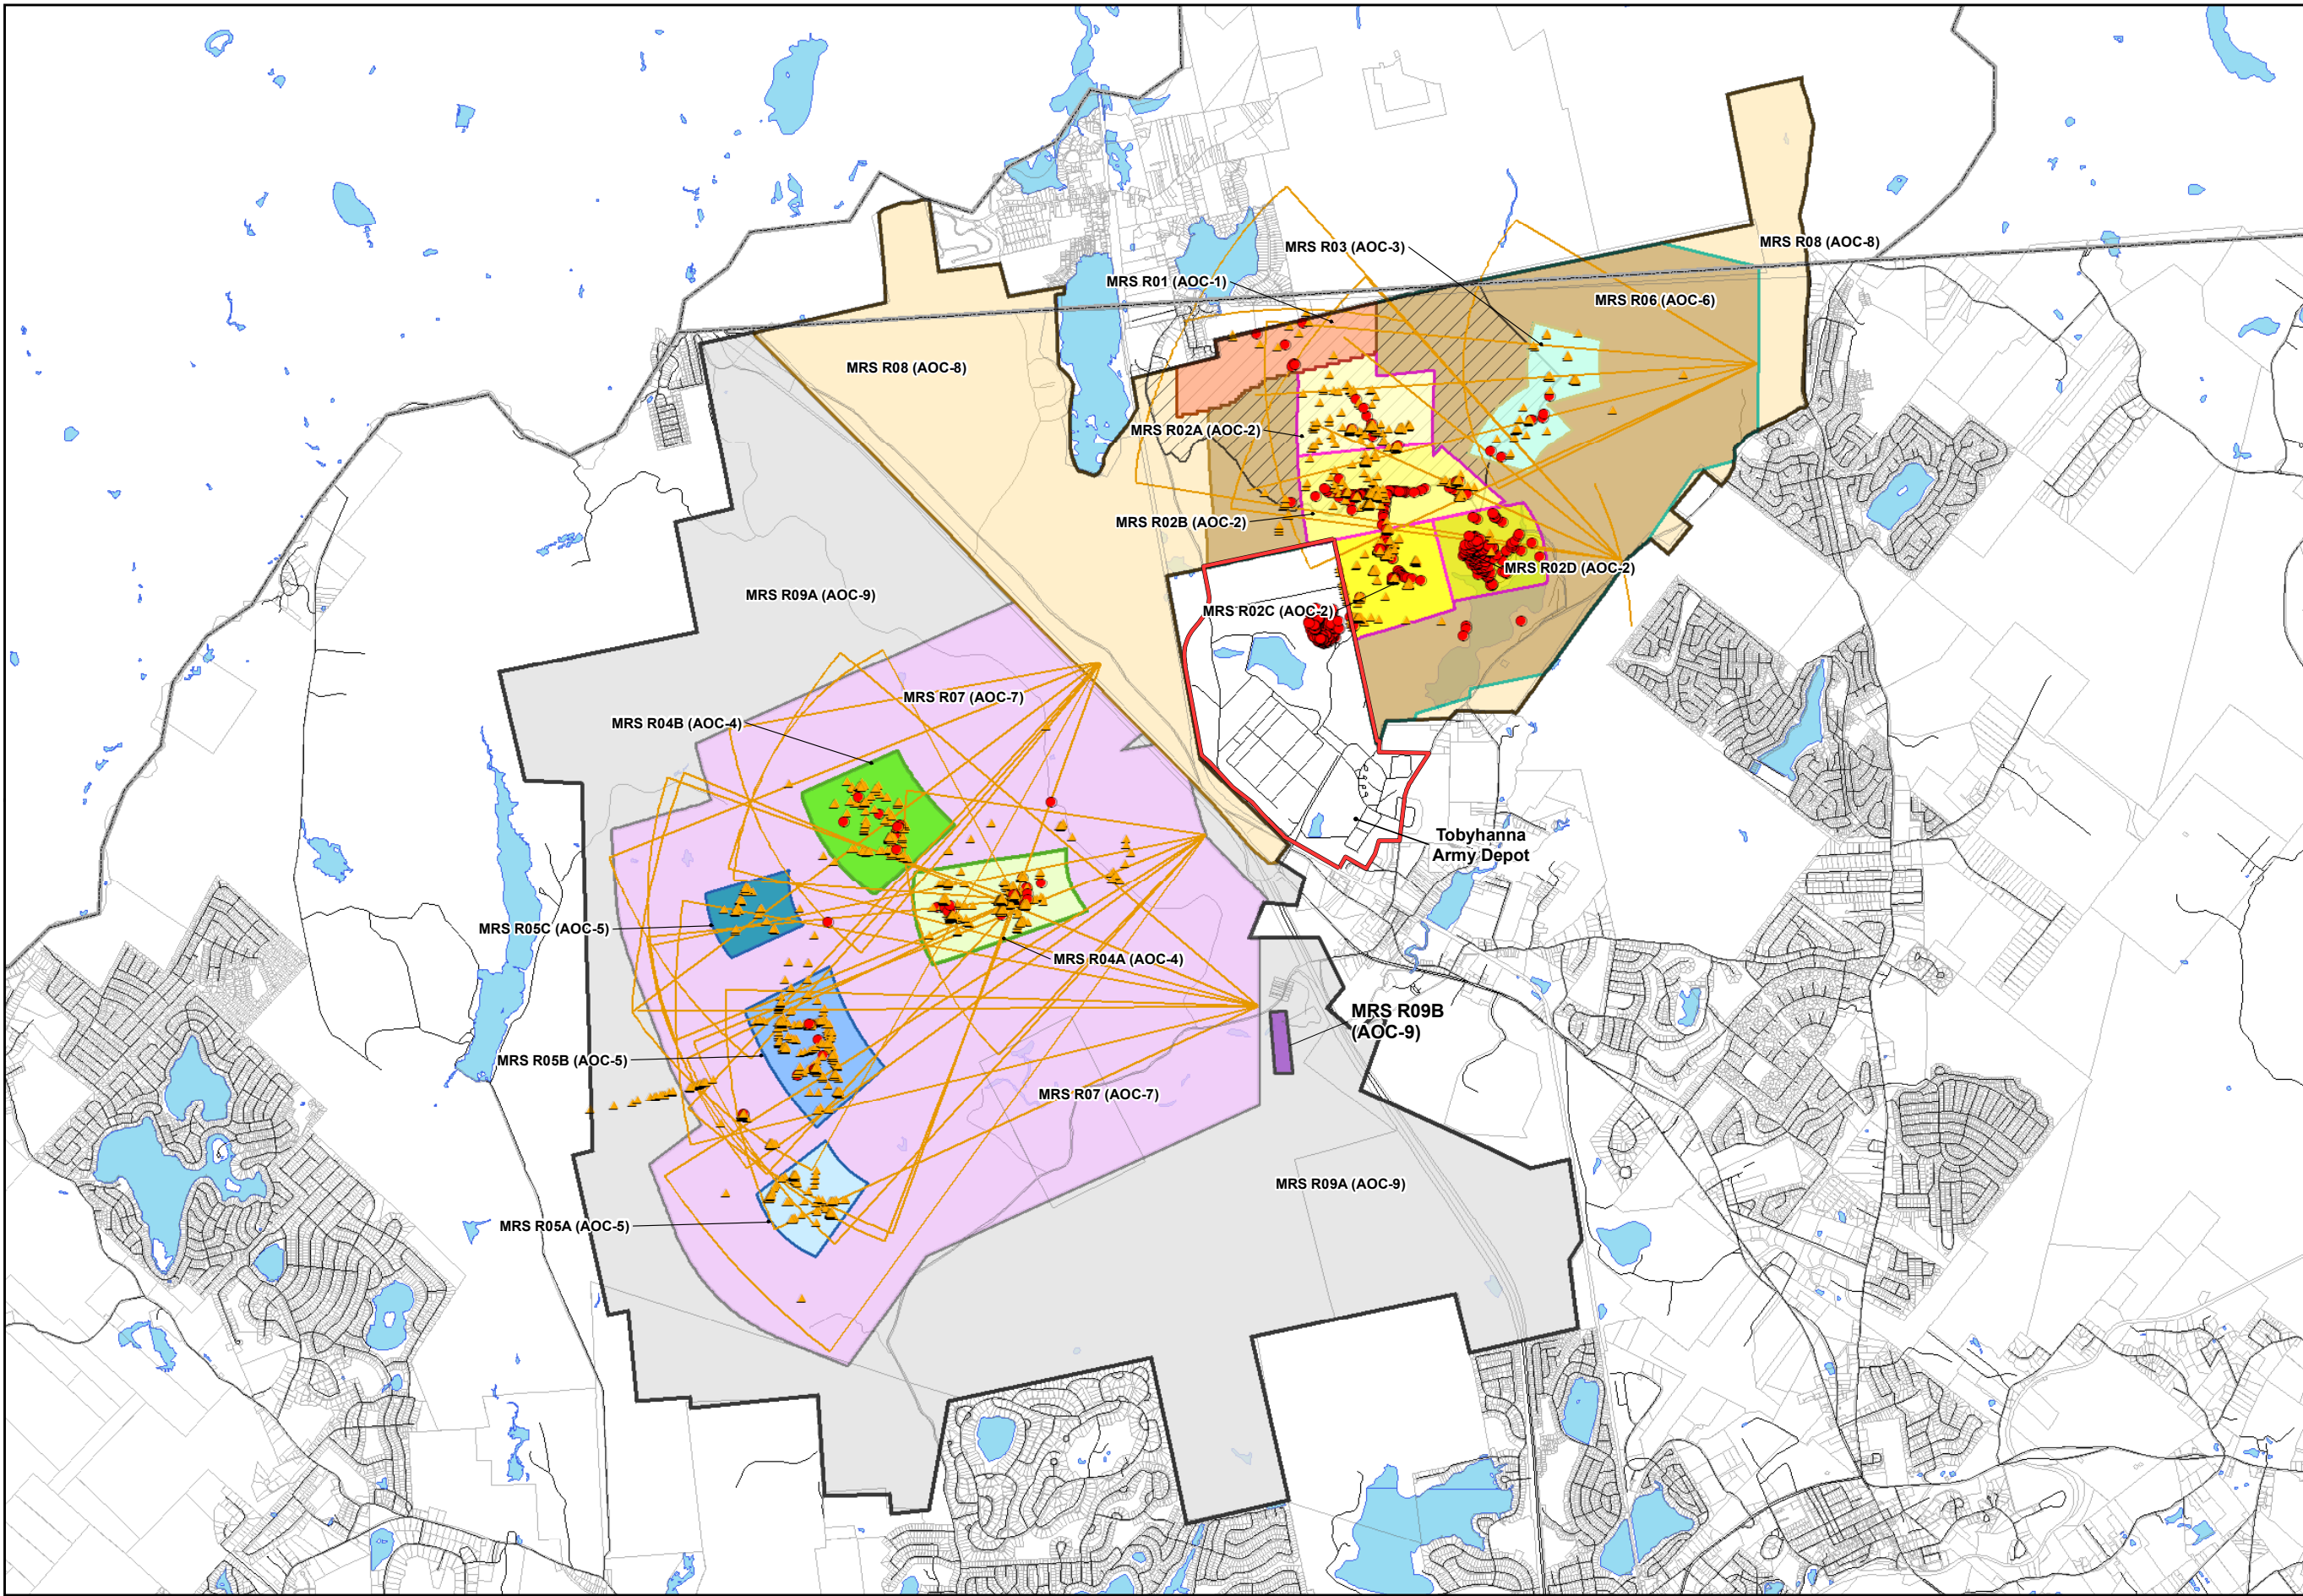 MRS R08 (AOC-8)
MRS R03 (AOC-3)
MRS R01 (AOC-1)
MRS R06 (AOC-6)
MRS R08 (AOC-8)
MRS R02A (AOC-2)
MRS R02B (AOC-2)
MRS R02D (AOC-2)
MRS R09A (AOC-9)
MRS R02C (AOC-2)
MRS R07 (AOC-7)
MRS R04B (AOC-4)
Tobyhanna
Army Depot
MRS R05C (AOC-5)
MRS R04A (AOC-4)
MRS R09B
(AOC-9)
MRS R05B (AOC-5)
MRS R07 (AOC-7)
MRS R09A (AOC-9)
MRS R05A (AOC-5)